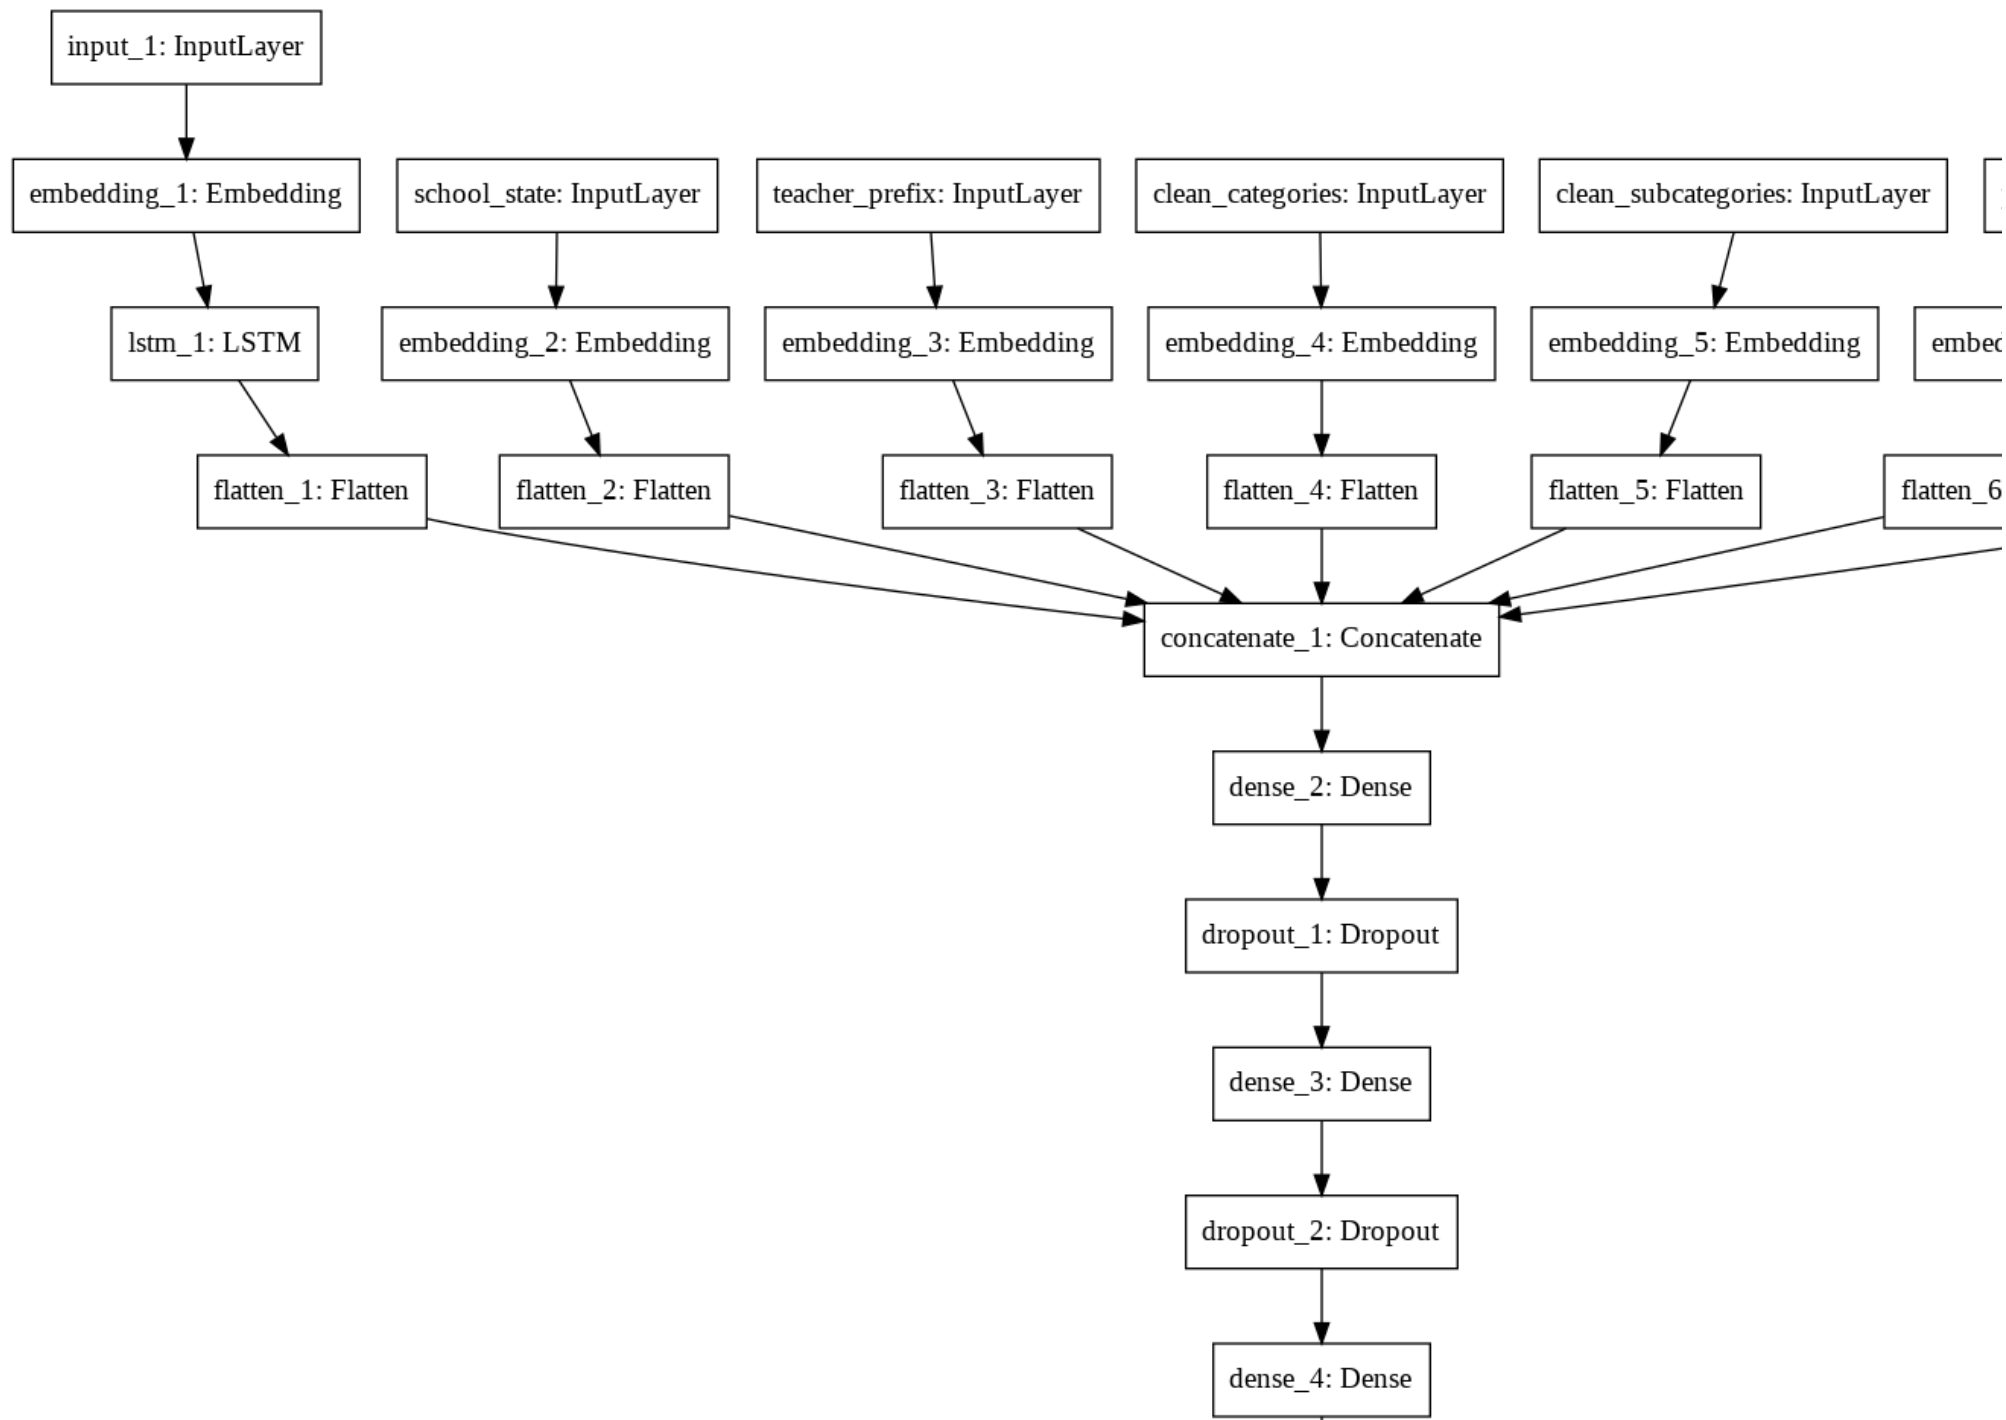 input_1: InputLayer
embedding_1: Embedding
school_state: InputLayer
teacher_prefix: InputLayer
clean_categories: InputLayer
clean_subcategories: InputLayer
lstm_1: LSTM
embedding_2: Embedding
embedding_3: Embedding
embedding_4: Embedding
embedding_5: Embedding
embed
flatten_1: Flatten
flatten_2: Flatten
flatten_3: Flatten
flatten_4: Flatten
flatten_5: Flatten
flatten_6
concatenate_1: Concatenate
dense_2: Dense
dropout_1: Dropout
dense_3: Dense
dropout_2: Dropout
dense_4: Dense